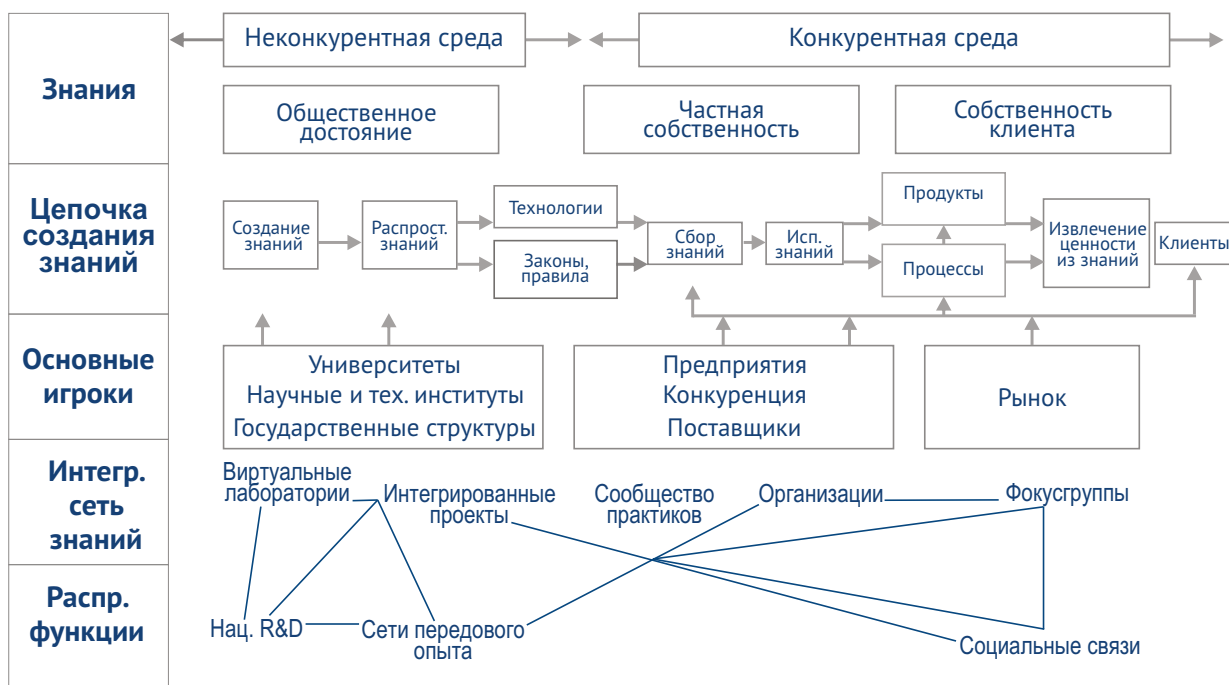 Знания
Неконкурентная среда
Конкурентная среда
Общественное
достояние
Частная
собственность
Собственность
клиента
Цепочка
создания
знаний
Создание
знаний
Распрост.
знаний
Технологии
Законы,
правила
Сбор
знаний
Исп.
знаний
Продукты
Процессы
Извлечение
ценности
из знаний
Клиенты
Основные
игроки
Университеты
Научные и тех. институты
Государственные структуры
Предприятия
Конкуренция
Поставщики
Рынок
Интегр.
сеть
знаний
Виртуальные
лаборатории
Интегрированные
проекты
Сообщество
практиков
Организации
Фокусгруппы
Распр.
функции
Нац. R&D
Сети передового
опыта
Социальные связи